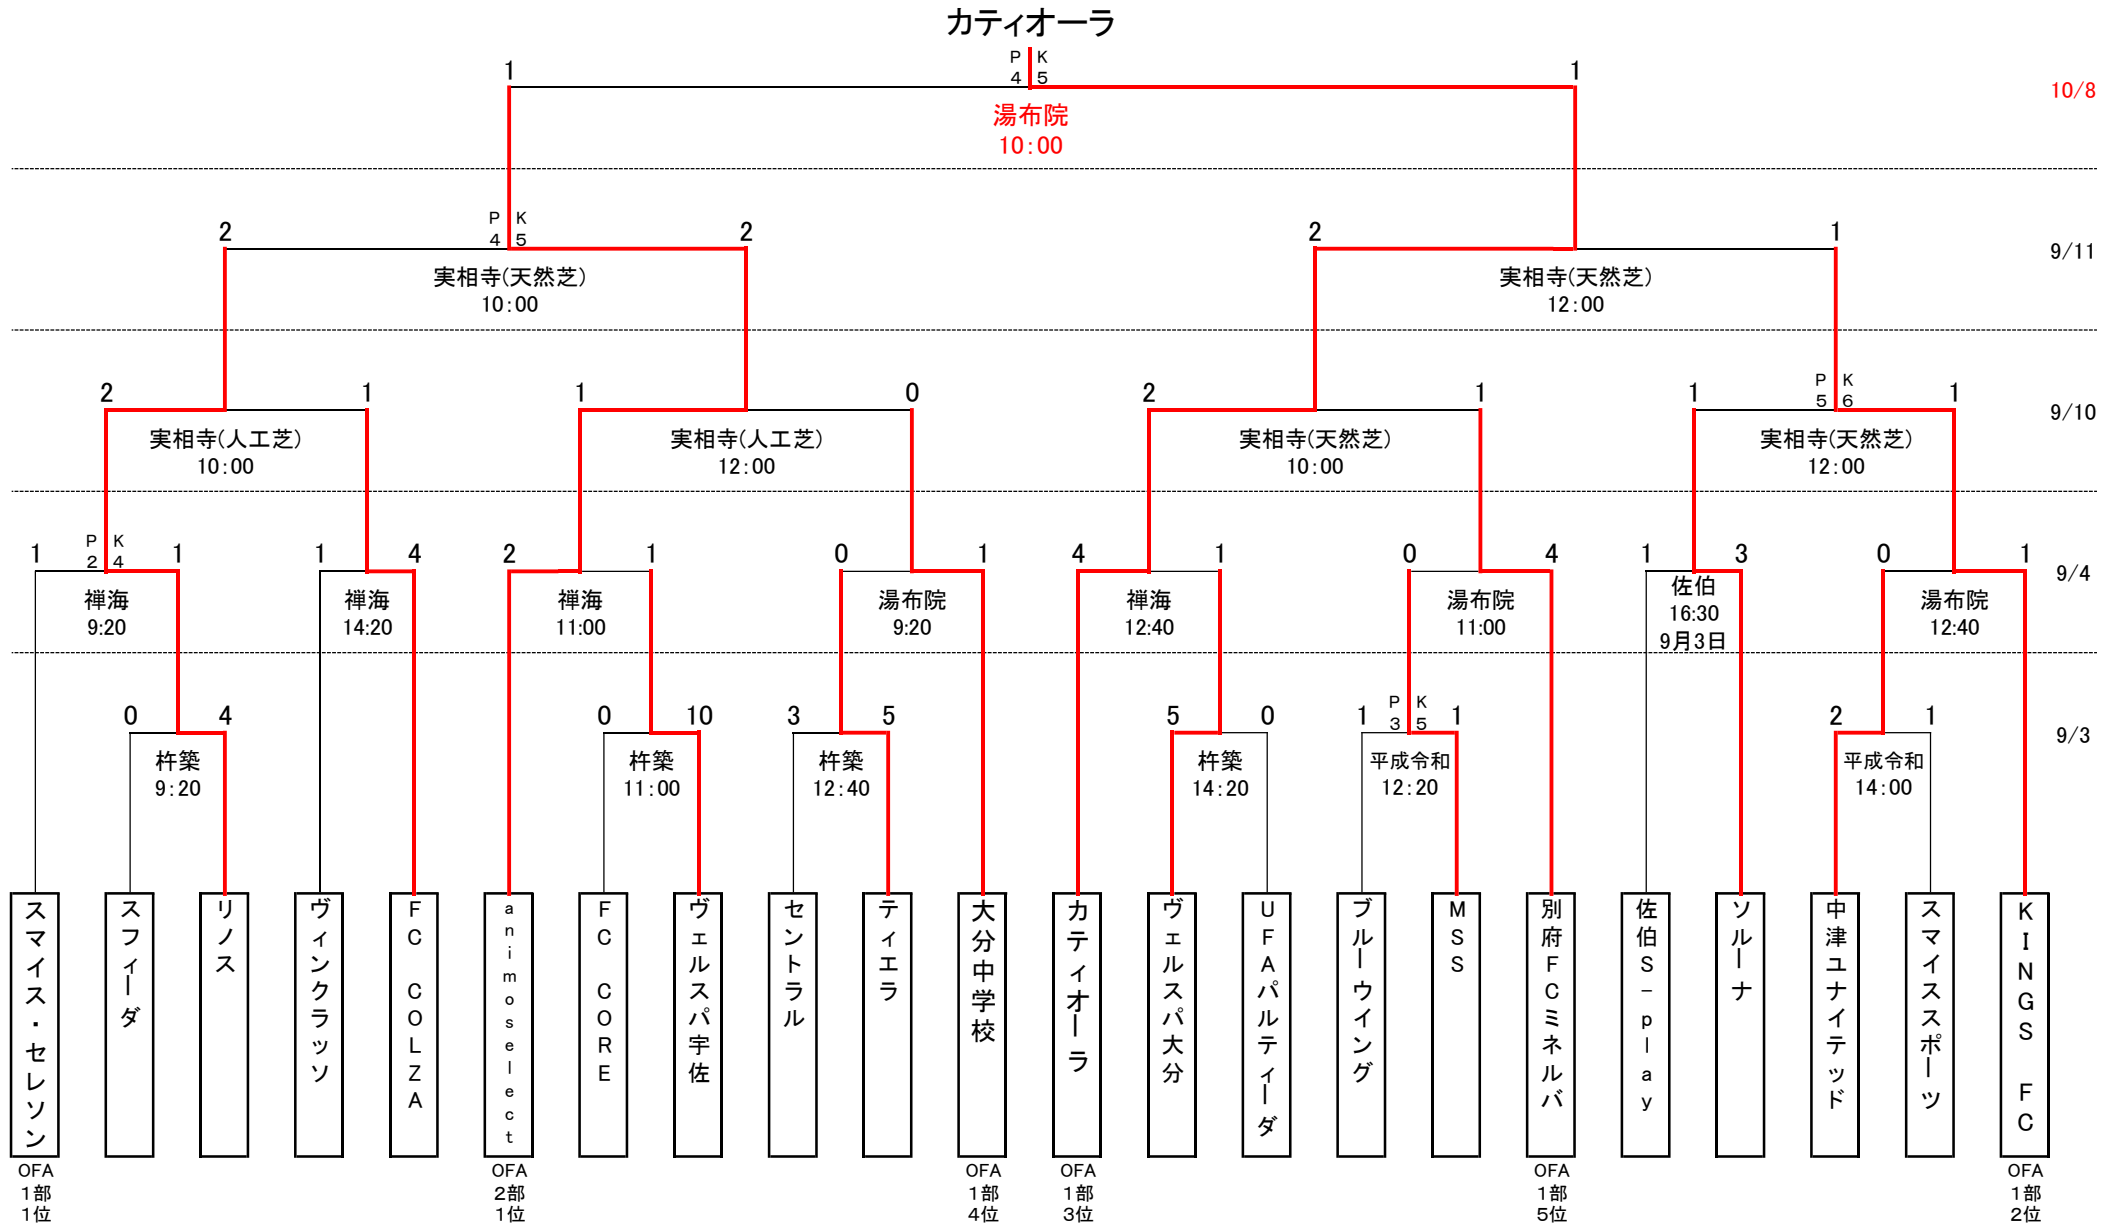 カティオーラ
P K
1 4 5 1
10/8
湯布院
10:00
P K
2 4 5 2 2 1
9/11
実相寺(天然芝) 実相寺(天然芝)
10:00 12:00
P K
2 1 1 0 2 1 1 5 6 1
9/10
実相寺(人工芝) 実相寺(人工芝) 実相寺(天然芝) 実相寺(天然芝)
10:00 12:00 10:00 12:00
P K
1 2 4 1 1 4 2 1 0 1 4 1 0 4 1 3 0 1
9/4
禅海 禅海 禅海 湯布院 禅海 湯布院 佐伯 湯布院
9:20 14:20 11:00 9:20 12:40 11:00 16:30 12:40
9月3日
P K
0 4 0 10 3 5 5 0 1 3 5 1 2 1
9/3
杵築 杵築 杵築 杵築 平成令和 平成令和
9:20 11:00 12:40 14:20 12:20 14:00
スマイス・セレソン
スフィーダ
リノス
ヴィンクラッソ
FC COLZA
animoselect
FC CORE
ヴェルスパ宇佐
セントラル
ティエラ
大分中学校
カティオーラ
ヴェルスパ大分
UFAパルティーダ
ブルーウイング
MSS
別府FCミネルバ
佐伯S-play
ソルーナ
中津ユナイテッド
スマイススポーツ
KINGS FC
OFA OFA OFA OFA OFA OFA
1部 2部 1部 1部 1部 1部
1位 1位 4位 3位 5位 2位